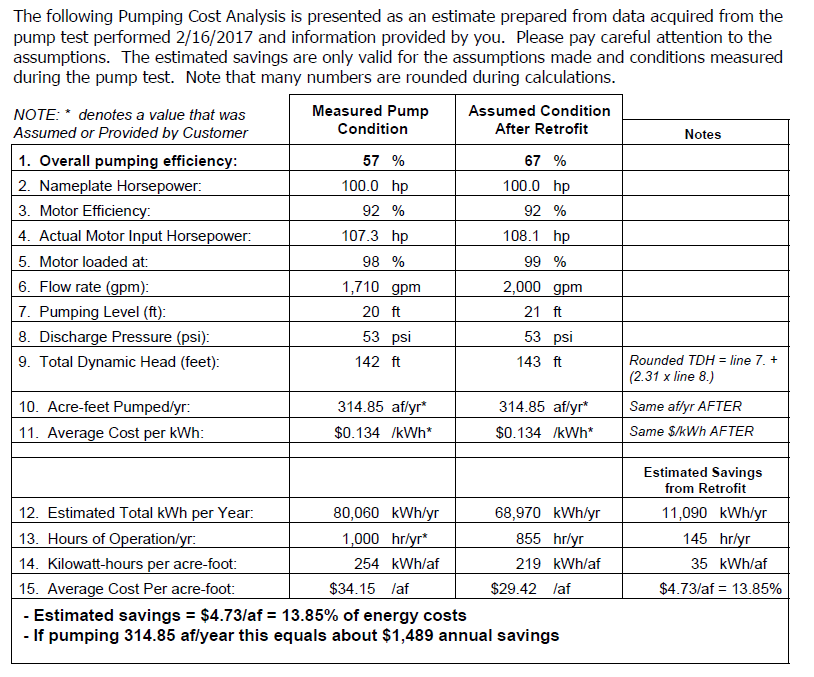 The following Pumping Cost Analysis is presented as an estimate prepared from data acquired from the
pump test performed 2/16/2017 and information provided by you.  Please pay careful attention to the
assumptions.  The estimated savings are only valid for the assumptions made and conditions measured
during the pump test.  Note that many numbers are rounded during calculations.
NOTE: * denotes a value that was
Assumed or Provided by Customer
Measured Pump
Condition
Assumed Condition
After Retrofit
Notes
1. Overall pumping efficiency: 57 % 67 %
2. Nameplate Horsepower: 100.0 hp 100.0 hp
3. Motor Efficiency: 92 % 92 %
4. Actual Motor Input Horsepower: 107.3 hp 108.1 hp
5. Motor loaded at: 98 % 99 %
6. Flow rate (gpm): 1,710 gpm 2,000 gpm
7. Pumping Level (ft): 20 ft 21 ft
8. Discharge Pressure (psi): 53 psi 53 psi
9. Total Dynamic Head (feet): 142 ft 143 ft Rounded TDH = line 7. +
(2.31 x line 8.)
10. Acre-feet Pumped/yr: 314.85 af/yr* 314.85 af/yr* Same af/yr AFTER
11. Average Cost per kWh: $0.134 /kWh* $0.134 /kWh* Same $/kWh AFTER
Estimated Savings
from Retrofit
12. Estimated Total kWh per Year: 80,060 kWh/yr 68,970 kWh/yr 11,090 kWh/yr
13. Hours of Operation/yr: 1,000 hr/yr* 855 hr/yr 145 hr/yr
14. Kilowatt-hours per acre-foot: 254 kWh/af 219 kWh/af 35 kWh/af
15. Average Cost Per acre-foot: $34.15 /af $29.42 /af $4.73/af = 13.85%
- Estimated savings = $4.73/af = 13.85% of energy costs
- If pumping 314.85 af/year this equals about $1,489 annual savings